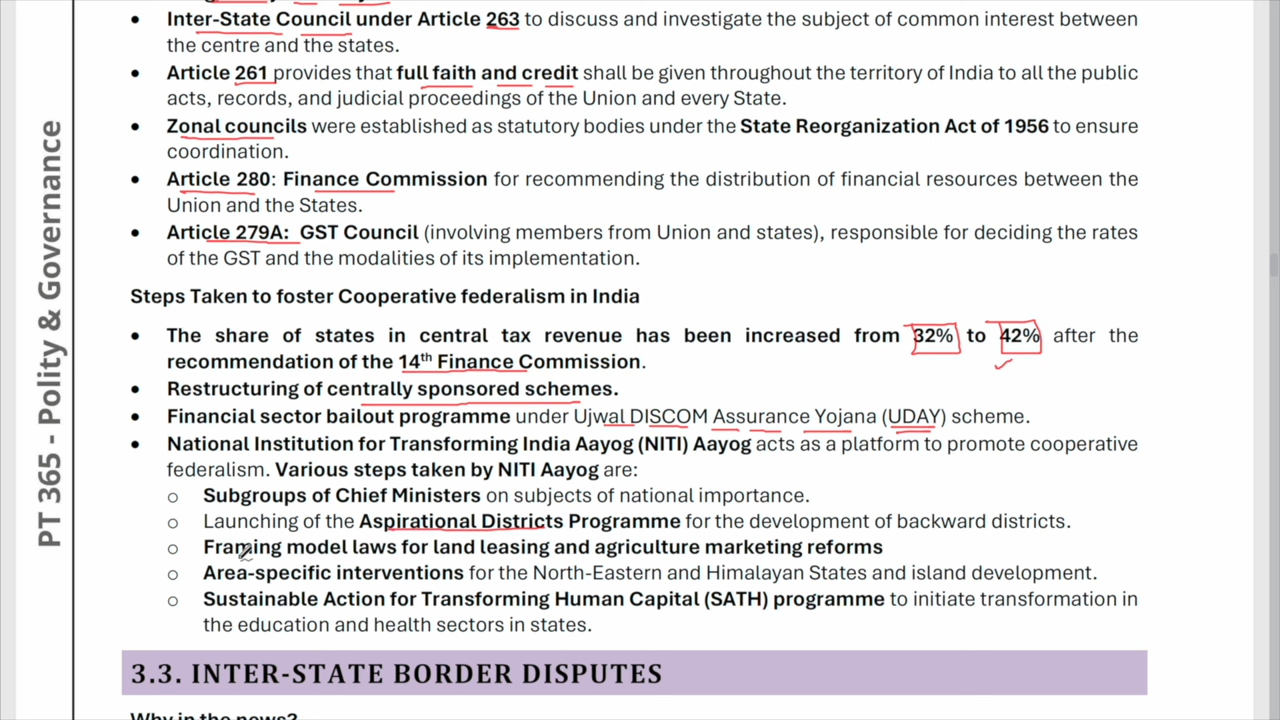 Inter-State Council under Article 263 to discuss and investigate the subject of common interest between
the centre and the states.
Article 261 provides that full faith and credit shall be given throughout the territory of India to all the public
acts, records, and judicial proceedings of the Union and every State.
Zonal councils were established as statutory bodies under the State Reorganization Act of 1956 to ensure
coordination.
Article 280: Finance Commission for recommending the distribution of financial resources between the
Union and the States.
Article 279A: GST Council (involving members from Union and states), responsible for deciding the rates
of the GST and the modalities of its implementation.
Steps Taken to foster Cooperative federalism in India
The share of states in central tax revenue has been increased from 32% to 42% after the
recommendation of the 14th Finance Commission.
Restructuring of centrally sponsored schemes.
Financial sector bailout programme under Ujwal DISCOM Assurance Yojana (UDAY) scheme.
National Institution for Transforming India Aayog (NITI) Aayog acts as a platform to promote cooperative
federalism. Various steps taken by NITI Aayog are:
Subgroups of Chief Ministers on subjects of national importance.
Launching of the Aspirational Districts Programme for the development of backward districts.
Framing model laws for land leasing and agriculture marketing reforms
Area-specific interventions for the North-Eastern and Himalayan States and island development.
Sustainable Action for Transforming Human Capital (SATH) programme to initiate transformation in
the education and health sectors in states.
3.3. INTER-STATE BORDER DISPUTES
Why in the news?
PT 365 - Polity & Governance